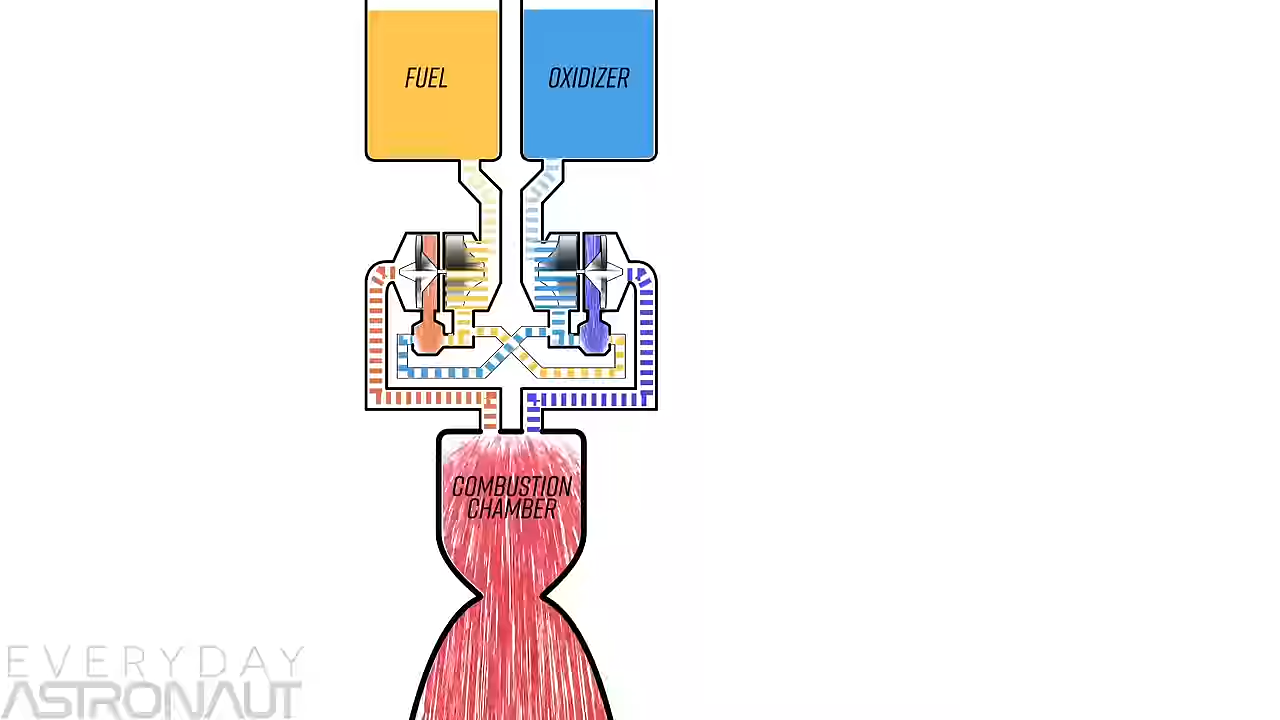 FUEL
OXIDIZER
COMBUSTION
CHAMBER
EVERYDAY
ASTRONAUT